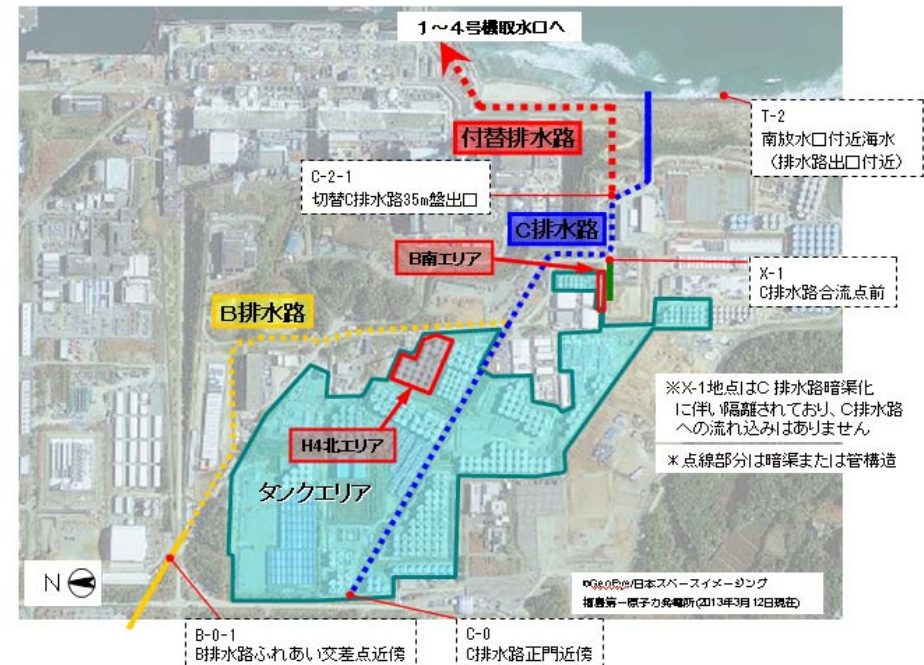 1～4号機取水口へ
T-2
南放水口付近海水
（排水路出口付近）
付替排水路
C-2-1
切替C排水路35m盤出口
C排水路
B南エリア
X-1
C排水路合流点前
B排水路
※X-1地点はC排水路暗渠化
に伴い隔離されており、C排水路
への流れ込みはありません
＊点線部分は暗渠または管構造
H4北エリア
タンクエリア
N
©GeoEye/日本スペースイメージング
福島第一原子力発電所(2013年3月12日現在)
B-0-1
B排水路ふれあい交差点近傍
C-0
C排水路正門近傍